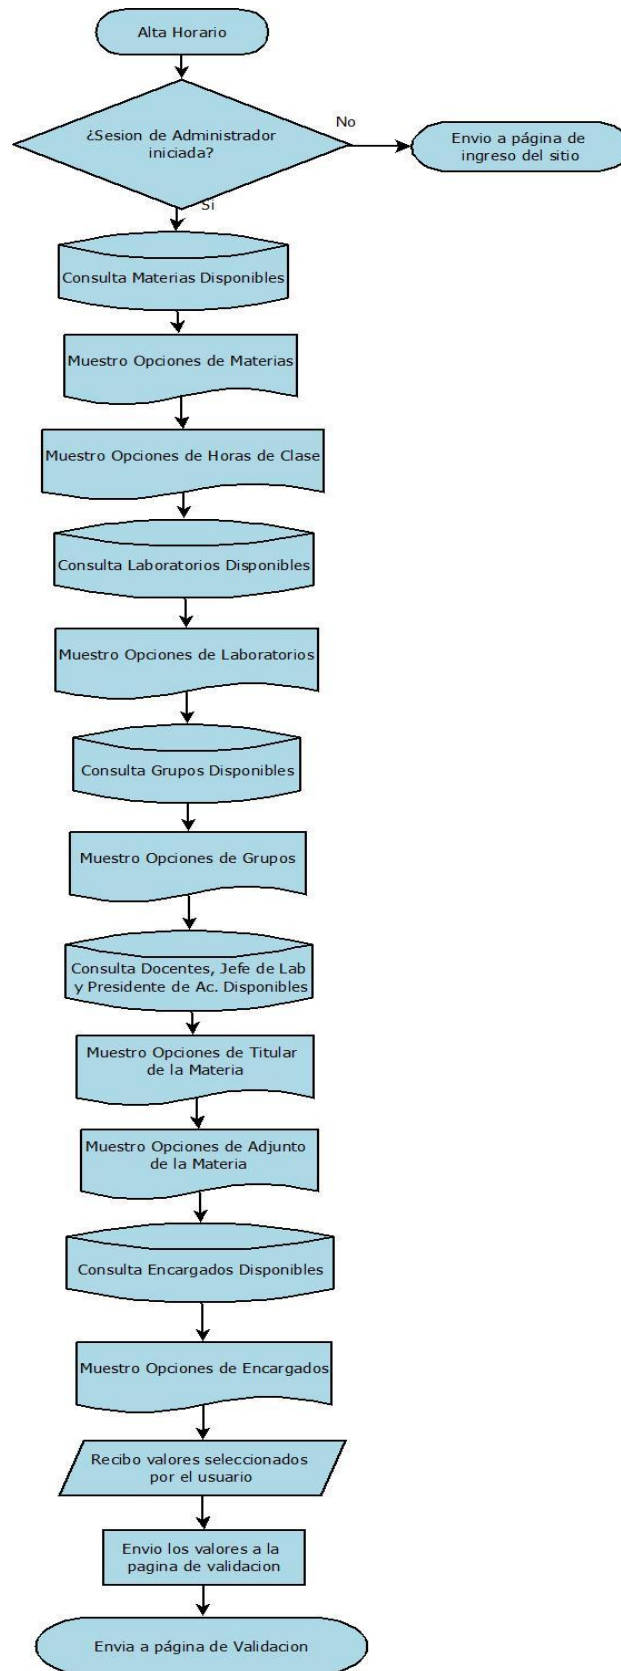 Alta Horario
¿Sesion de Administrador
iniciada?
No
Envio a página de
ingreso del sitio
Si
Consulta Materias Disponibles
Muestro Opciones de Materias
Muestro Opciones de Horas de Clase
Consulta Laboratorios Disponibles
Muestro Opciones de Laboratorios
Consulta Grupos Disponibles
Muestro Opciones de Grupos
Consulta Docentes, Jefe de Lab
y Presidente de Ac. Disponibles
Muestro Opciones de Titular
de la Materia
Muestro Opciones de Adjunto
de la Materia
Consulta Encargados Disponibles
Muestro Opciones de Encargados
Recibo valores seleccionados
por el usuario
Envio los valores a la
pagina de validacion
Envia a página de Validacion